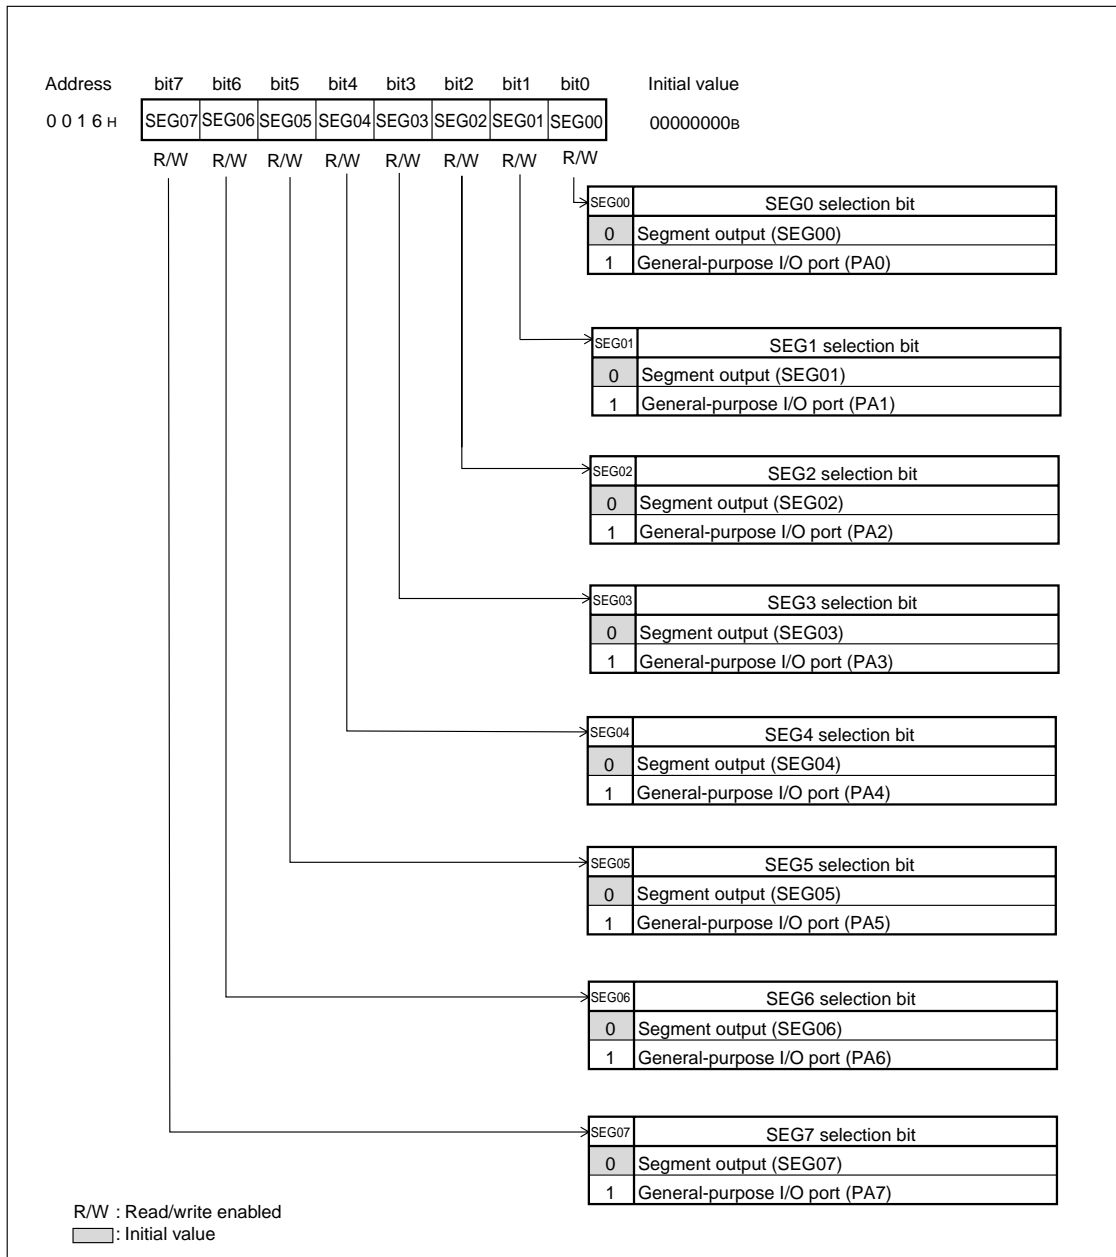 Address bit7 bit6 bit5 bit4 bit3 bit2 bit1 bit0 Initial value
0 0 1 6 H SEG07 SEG06 SEG05 SEG04 SEG03 SEG02 SEG01 SEG00 00000000B
R/W R/W R/W R/W R/W R/W R/W R/W
SEG00 SEG0 selection bit
0 Segment output (SEG00)
1 General-purpose I/O port (PA0)
SEG01 SEG1 selection bit
0 Segment output (SEG01)
1 General-purpose I/O port (PA1)
SEG02 SEG2 selection bit
0 Segment output (SEG02)
1 General-purpose I/O port (PA2)
SEG03 SEG3 selection bit
0 Segment output (SEG03)
1 General-purpose I/O port (PA3)
SEG04 SEG4 selection bit
0 Segment output (SEG04)
1 General-purpose I/O port (PA4)
SEG05 SEG5 selection bit
0 Segment output (SEG05)
1 General-purpose I/O port (PA5)
SEG06 SEG6 selection bit
0 Segment output (SEG06)
1 General-purpose I/O port (PA6)
SEG07 SEG7 selection bit
0 Segment output (SEG07)
1 General-purpose I/O port (PA7)
R/W : Read/write enabled
: Initial value